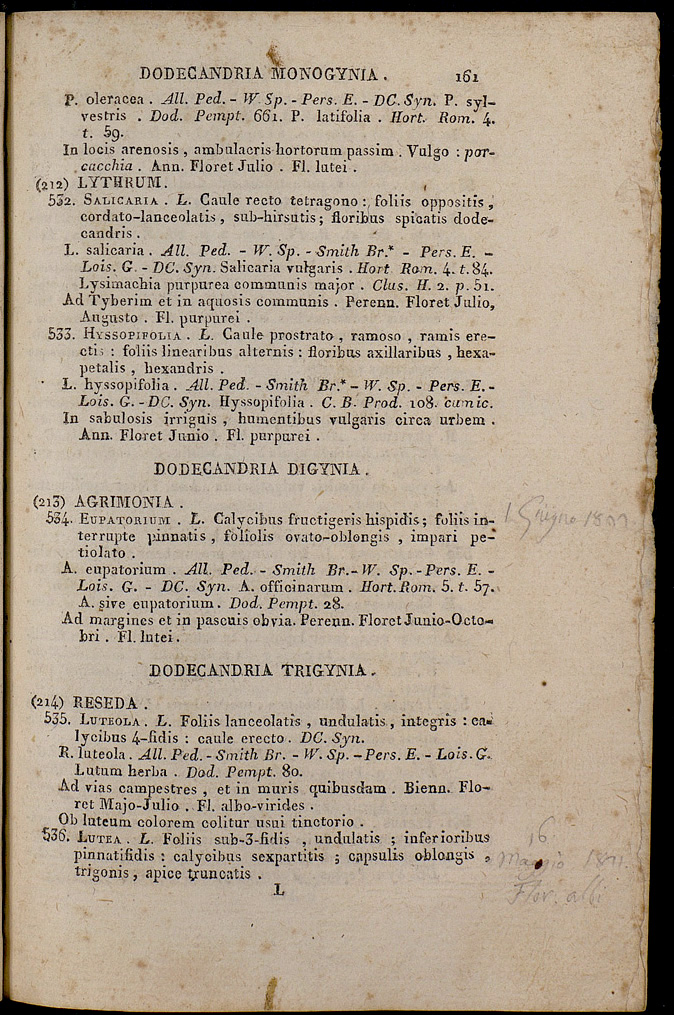 DODECANDRIA MONOGYNIA. 161
P. oleracea. All. Ped. - W. Sp. - Pers. E. - DC. Syn. P. syl-
vestris. Dod. Pempt. 661. P. latifolia. Hort. Rom. 4.
t. 59.
In locis arenosis, ambulacris hortorum passim. Vulgo: por-
cacchia. Ann. Floret Julio. Fl. lutei.
(212) LYTHRUM.
532. SALICARIA. L. Caule recto tetragono: foliis oppositis,
cordato-lanceolatis, sub-hirsutis; floribus spicatis dode-
candris.
L. salicaria. All. Ped. - W. Sp. - Smith Br.* - Pers. E. -
Lois. G. - DC. Syn. Salicaria vulgaris. Hort Rom. 4. t. 84.
Lysimachia purpurea communis major. Clus. H. 2. p. 51.
Ad Tyberim et in aquosis communis. Perenn. Floret Julio,
Augusto. Fl. purpurei.
533. HYSSOPIFOLIA. L. Caule prostrato, ramoso, ramis ere-
ctis: foliis linearibus alternis: floribus axillaribus, hexa-
petalis, hexandris.
L. hyssopifolia. All. Ped. - Smith Br.* - W. Sp. - Pers. E. -
Lois. G. - DC. Syn. Hyssopifolia. C. B. Prod. 108. cum ic.
In sabulosis irriguis, humentibus vulgaris circa urbem.
Ann. Floret Junio. Fl. purpurei.
DODECANDRIA DIGYNIA.
(213) AGRIMONIA.
534. EUPATORIUM. L. Calycibus fructigeris hispidis; foliis in-
terrupte pinnatis, foliolis ovato-oblongis, impari pe-
tiolato.
A. eupatorium. All. Ped. - Smith Br. - W. Sp. - Pers. E. -
Lois. G. - DC. Syn. A. officinarum. Hort. Rom. 5. t. 57.
A. sive eupatorium. Dod. Pempt. 28.
Ad margines et in pascuis obvia. Perenn. Floret Junio-Octo-
bri. Fl. lutei.
1 Giugno
DODECANDRIA TRIGYNIA.
(214) RESEDA.
535. LUTEOLA. L. Foliis lanceolatis, undulatis, integris: ca-
lycibus 4-fidis: caule erecto. DC. Syn.
R. luteola. All. Ped. - Smith Br. - W. Sp. - Pers. E. - Lois. G.
Lutum herba. Dod. Pempt. 80.
Ad vias campestres, et in muris quibusdam. Bienn. Flo-
ret Majo-Julio. Fl. albo-virides.
Ob luteum colorem colitur usui tinctorio.
536. LUTEA. L. Foliis sub-3-fidis, undulatis; inferioribus
pinnatifidis: calycibus sexpartitis; capsulis oblongis,
trigonis, apice truncatis.
16
Maggio
Flor. albi
L